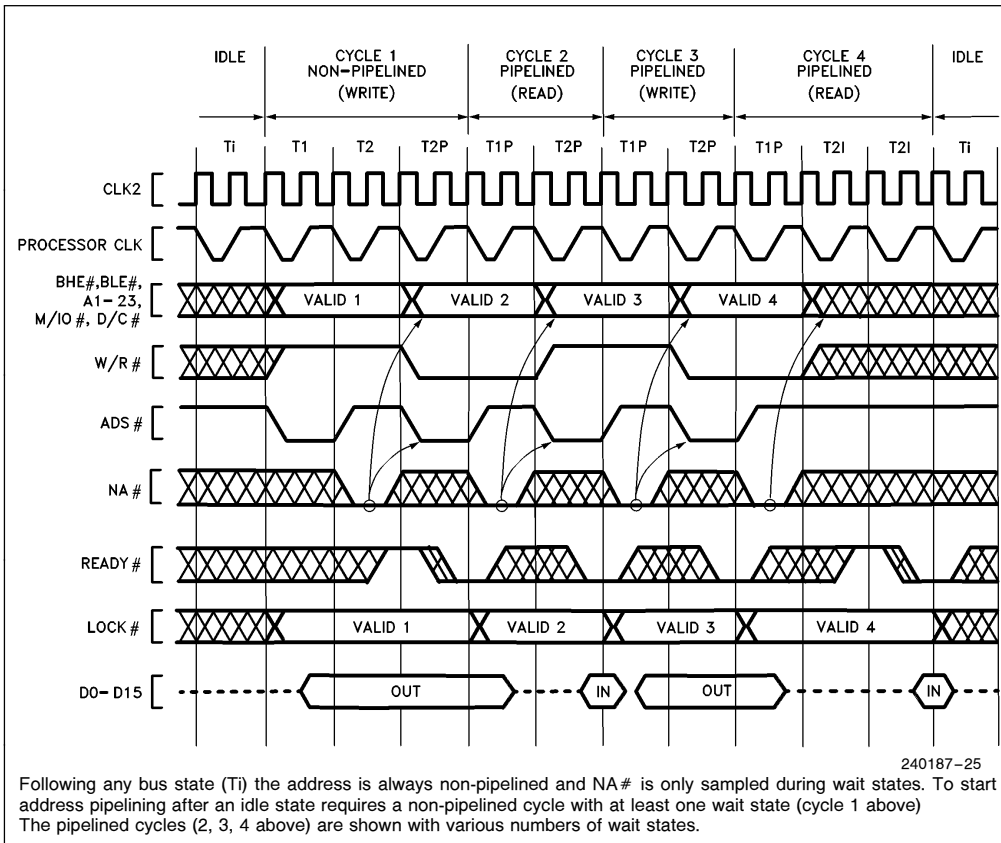 IDLE CYCLE 1 CYCLE 2 CYCLE 3 CYCLE 4 IDLE
NON-PIPELINED PIPELINED PIPELINED PIPELINED
(WRITE) (READ) (WRITE) (READ)
Ti T1 T2 T2P T1P T2P T1P T2P T1P T2I T2I Ti
CLK2
PROCESSOR CLK
BHE#,BLE#,
A1-23,
M/IO #, D/C #
VALID 1 VALID 2 VALID 3 VALID 4
W/R #
ADS #
NA #
READY #
LOCK #
VALID 1 VALID 2 VALID 3 VALID 4
D0-D15
OUT IN OUT IN
240187-25
Following any bus state (Ti) the address is always non-pipelined and NA# is only sampled during wait states. To start
address pipelining after an idle state requires a non-pipelined cycle with at least one wait state (cycle 1 above)
The pipelined cycles (2, 3, 4 above) are shown with various numbers of wait states.